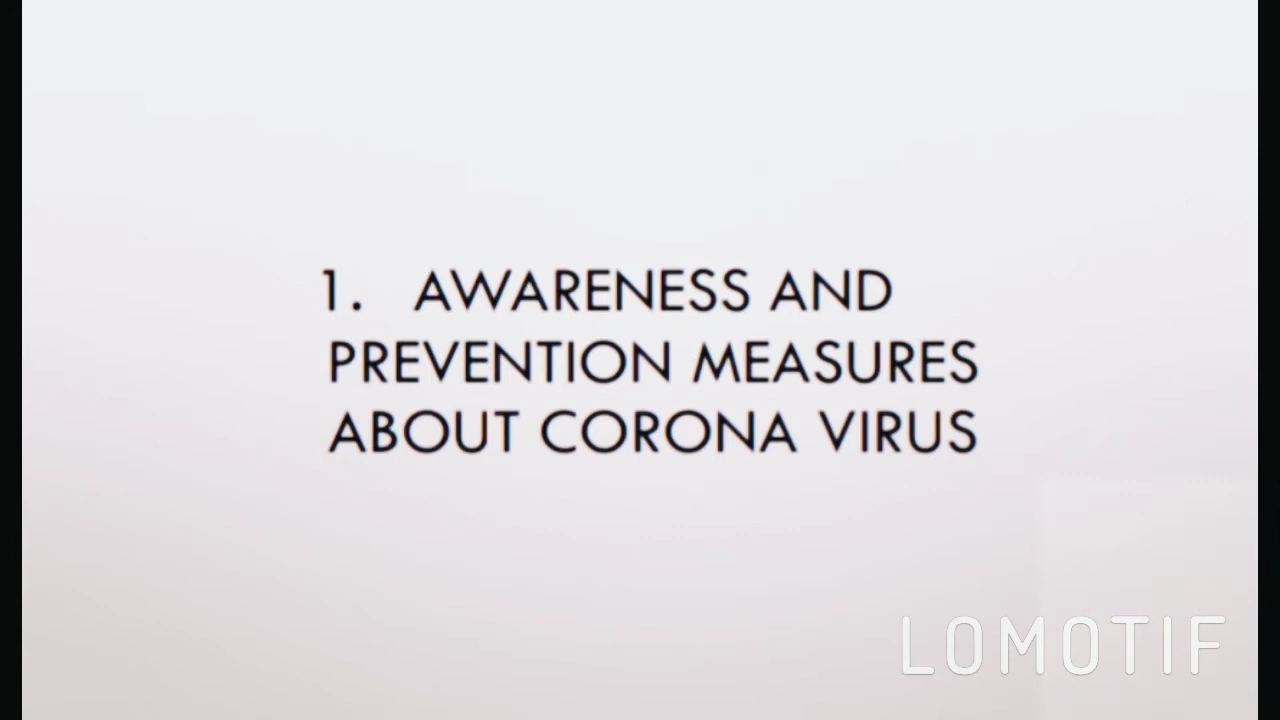 1. AWARENESS AND
PREVENTION MEASURES
ABOUT CORONA VIRUS
LOMOTIF